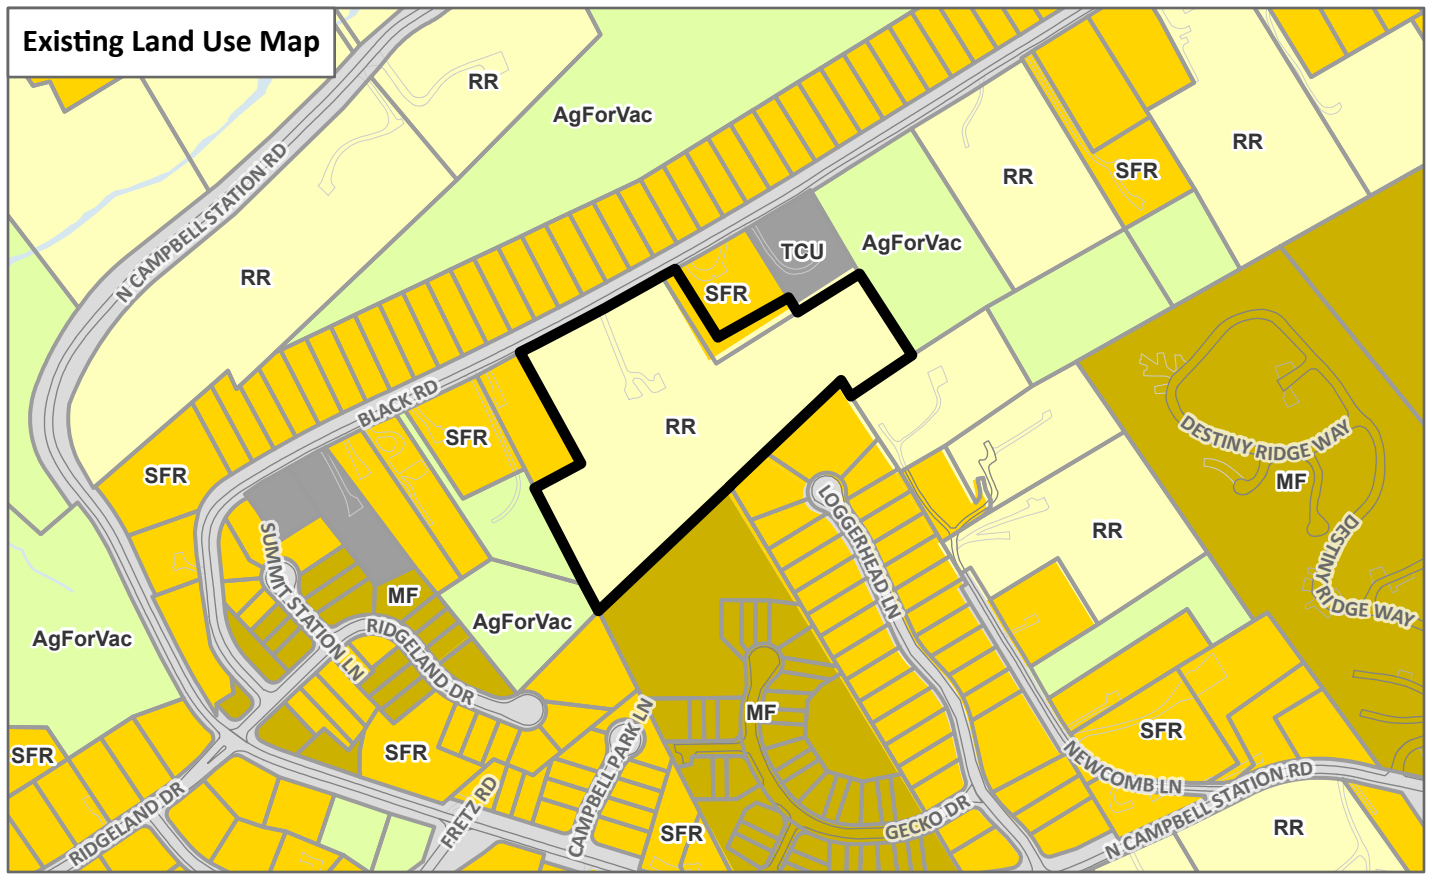 Existing Land Use Map
RR
AgForVac
N CAMPBELL STATION RD
RR
RR
SFR
RR
TCU
AgForVac
SFR
BLACK RD
SFR
RR
SFR
DESTINY RIDGE WAY
MF
LOGGERHEAD LN
RR
DESTINY RIDGE WAY
SUMMIT STATION LN
MF
AgForVac
RIDGELAND DR
AgForVac
MF
SFR
SFR
SFR
CAMPBELL PARK LN
NEWCOMB LN
RIDGELAND DR
FRETZ RD
SFR
GECKO DR
N CAMPBELL STATION RD
RR